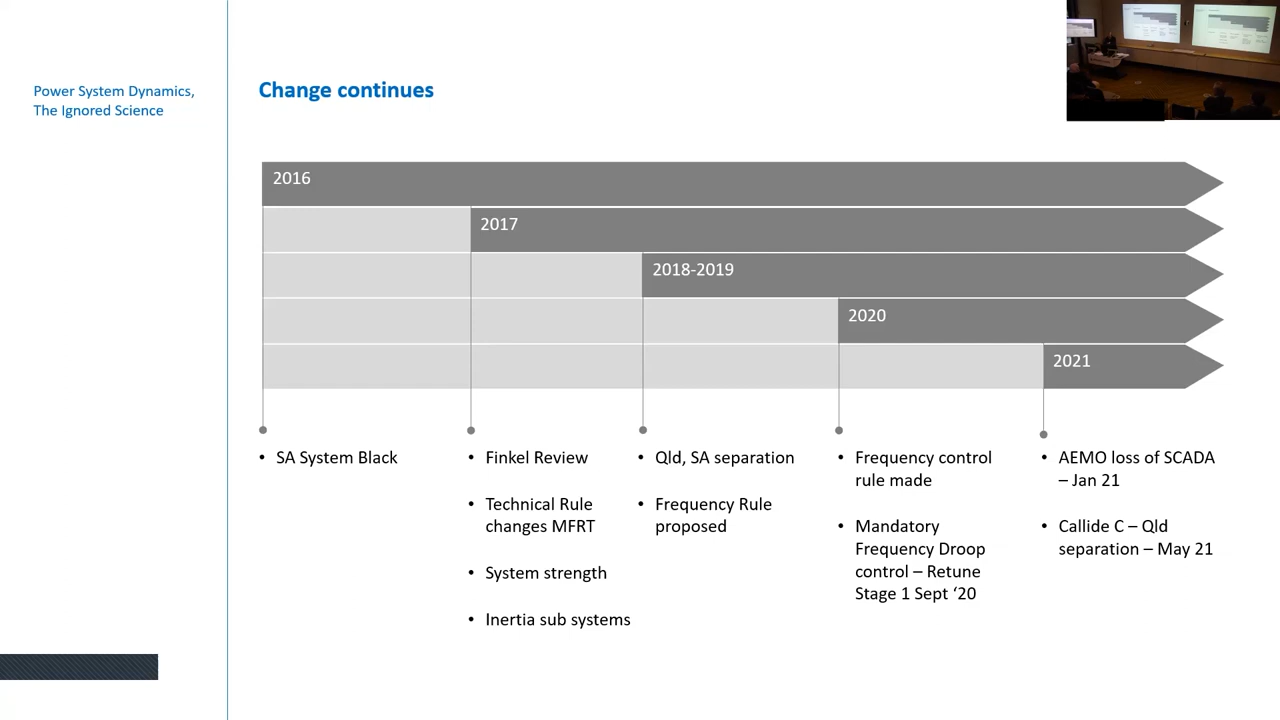 Power System Dynamics,
The Ignored Science
Change continues
2016
2017
2018-2019
2020
2021
• SA System Black
• Finkel Review
• Technical Rule
changes MFRT
• System strength
• Inertia sub systems
• Qld, SA separation
• Frequency Rule
proposed
• Frequency control
rule made
• Mandatory
Frequency Droop
control – Retune
Stage 1 Sept ‘20
• AEMO loss of SCADA
– Jan 21
• Callide C – Qld
separation – May 21